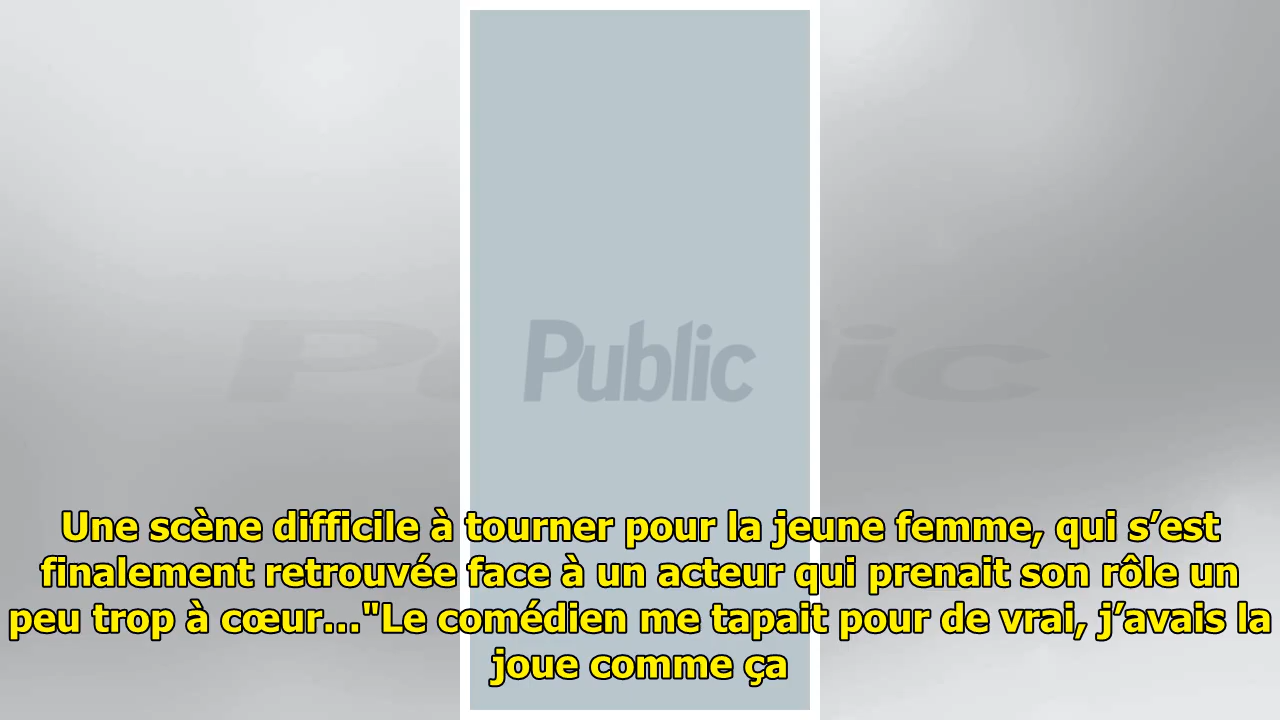 Public
Une scène difficile à tourner pour la jeune femme, qui s’est
finalement retrouvée face à un acteur qui prenait son rôle un
peu trop à cœur..."Le comédien me tapait pour de vrai, j’avais la
joue comme ça